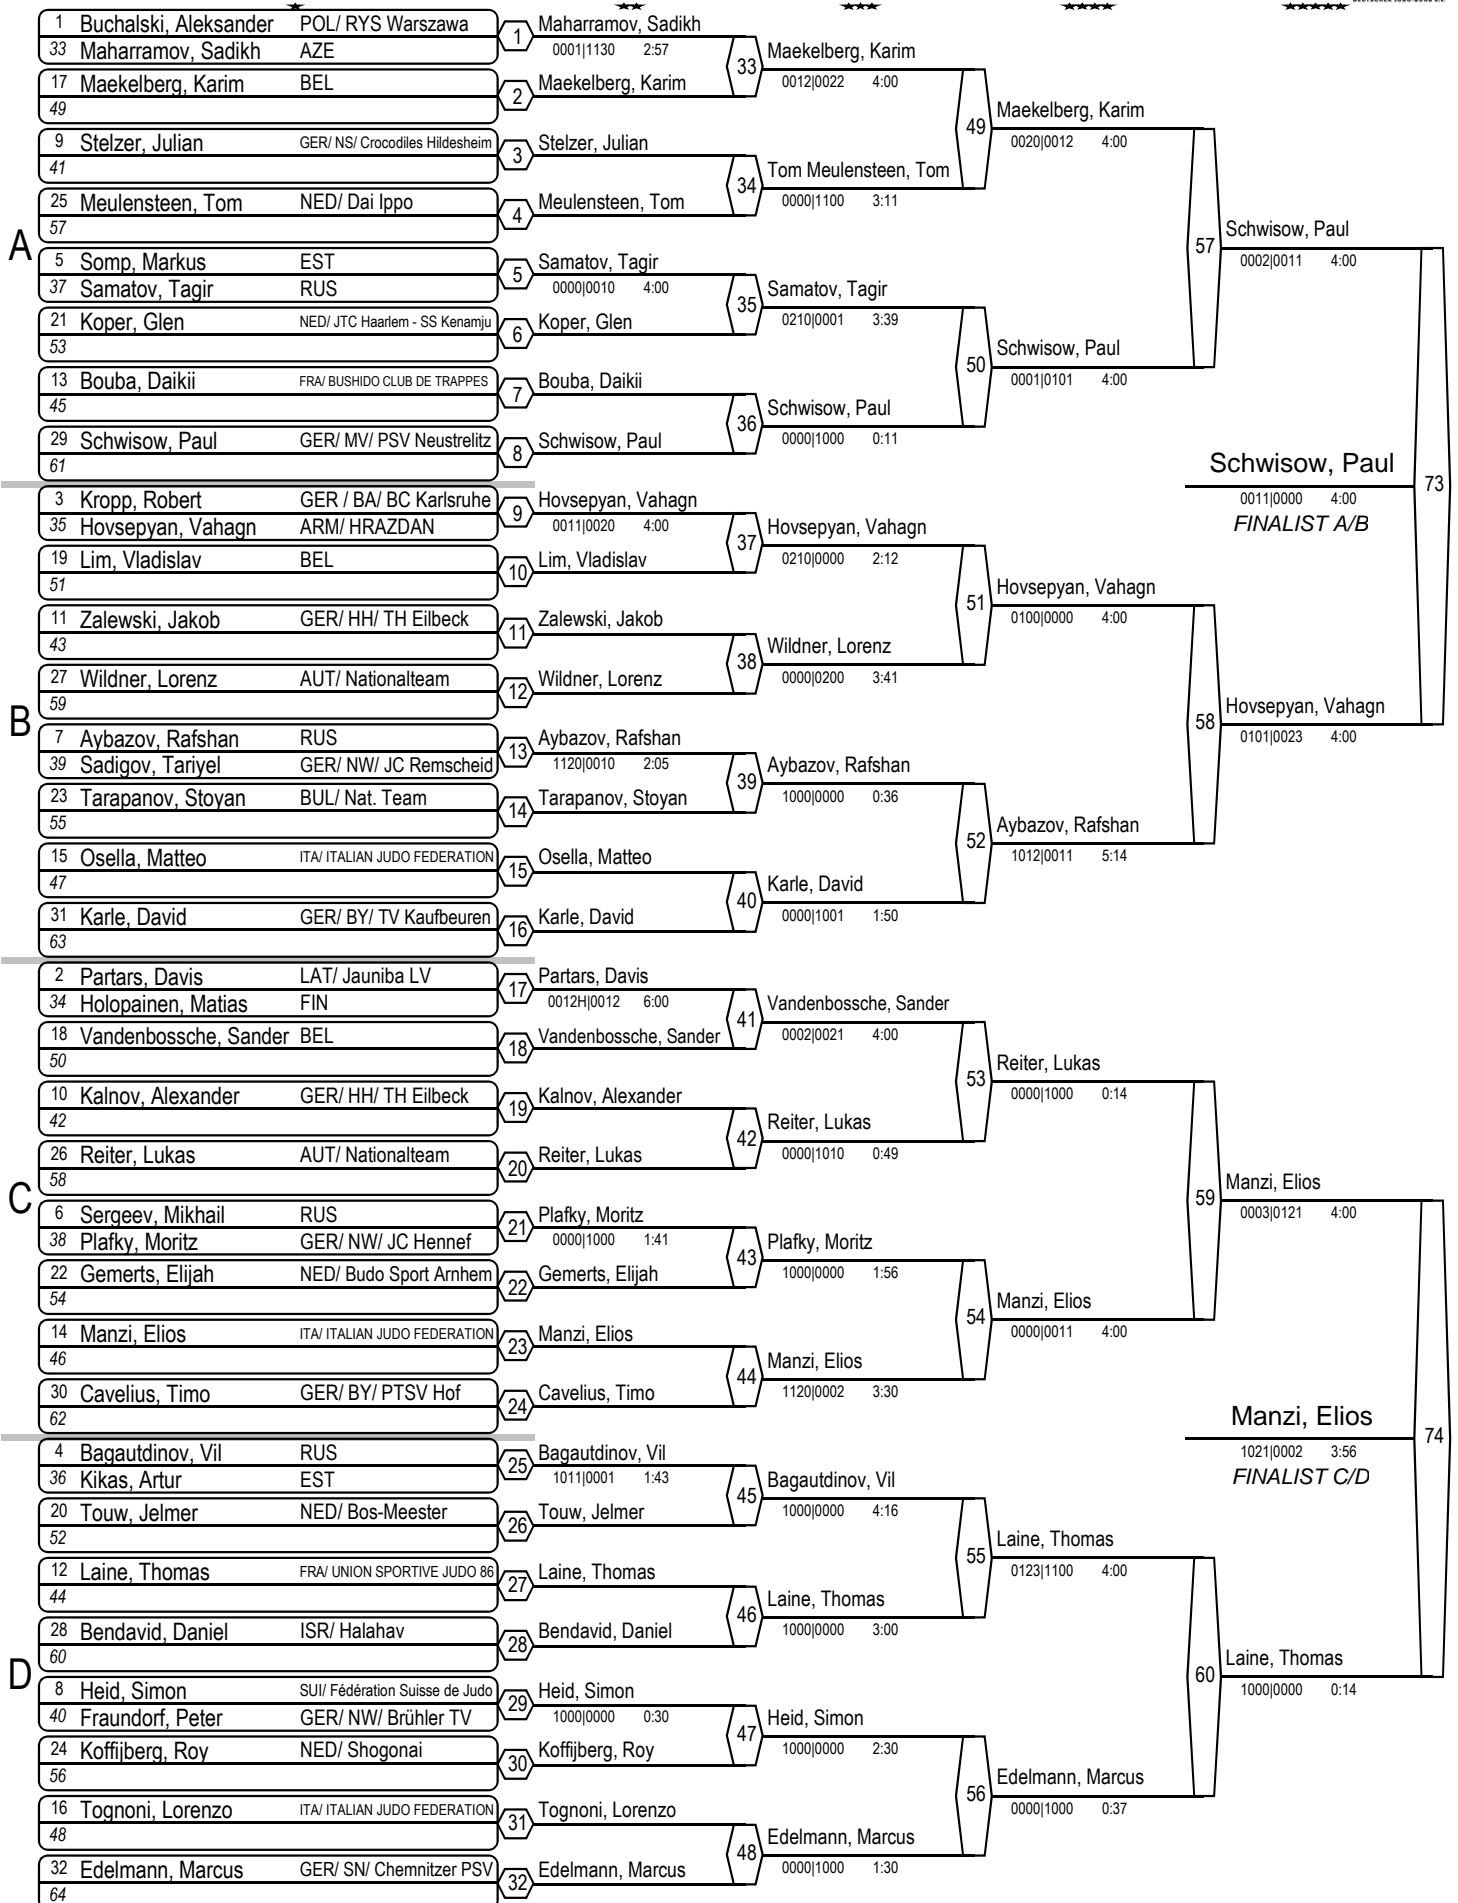 1 Buchalski, Aleksander POL/ RYS Warszawa
33 Maharramov, Sadikh AZE
17 Maekelberg, Karim BEL
49
9 Stelzer, Julian GER/ NS/ Crocodiles Hildesheim
41
25 Meulensteen, Tom NED/ Dai Ippo
57
A
5 Somp, Markus EST
37 Samatov, Tagir RUS
21 Koper, Glen NED/ JTC Haarlem - SS Kenamju
53
13 Bouba, Daikii FRA/ BUSHIDO CLUB DE TRAPPES
45
29 Schwisow, Paul GER/ MV/ PSV Neustrelitz
61
3 Kropp, Robert GER / BA/ BC Karlsruhe
35 Hovsepyan, Vahagn ARM/ HRAZDAN
19 Lim, Vladislav BEL
51
11 Zalewski, Jakob GER/ HH/ TH Eilbeck
43
27 Wildner, Lorenz AUT/ Nationalteam
59
B
7 Aybazov, Rafshan RUS
39 Sadigov, Tariyel GER/ NW/ JC Remscheid
23 Tarapanov, Stoyan BUL/ Nat. Team
55
15 Osella, Matteo ITA/ ITALIAN JUDO FEDERATION
47
31 Karle, David GER/ BY/ TV Kaufbeuren
63
2 Partars, Davis LAT/ Jauniba LV
34 Holopainen, Matias FIN
18 Vandenbossche, Sander BEL
50
10 Kalnov, Alexander GER/ HH/ TH Eilbeck
42
26 Reiter, Lukas AUT/ Nationalteam
58
C
6 Sergeev, Mikhail RUS
38 Plafky, Moritz GER/ NW/ JC Hennef
22 Gemerts, Elijah NED/ Budo Sport Arnhem
54
14 Manzi, Elios ITA/ ITALIAN JUDO FEDERATION
46
30 Cavelius, Timo GER/ BY/ PTSV Hof
62
4 Bagautdinov, Vil RUS
36 Kikas, Artur EST
20 Touw, Jelmer NED/ Bos-Meester
52
12 Laine, Thomas FRA/ UNION SPORTIVE JUDO 86
44
28 Bendavid, Daniel ISR/ Halahav
60
D
8 Heid, Simon SUI/ Fédération Suisse de Judo
40 Fraundorf, Peter GER/ NW/ Brühler TV
24 Koffijberg, Roy NED/ Shogonai
56
16 Tognoni, Lorenzo ITA/ ITALIAN JUDO FEDERATION
48
32 Edelmann, Marcus GER/ SN/ Chemnitzer PSV
64
1 Maharramov, Sadikh
0001|1130 2:57
2 Maekelberg, Karim
3 Stelzer, Julian
4 Meulensteen, Tom
5 Samatov, Tagir
0000|0010 4:00
6 Koper, Glen
7 Bouba, Daikii
8 Schwisow, Paul
9 Hovsepyan, Vahagn
0011|0020 4:00
10 Lim, Vladislav
11 Zalewski, Jakob
12 Wildner, Lorenz
13 Aybazov, Rafshan
1120|0010 2:05
14 Tarapanov, Stoyan
15 Osella, Matteo
16 Karle, David
17 Partars, Davis
0012H|0012 6:00
18 Vandenbossche, Sander
19 Kalnov, Alexander
20 Reiter, Lukas
21 Plafky, Moritz
0000|1000 1:41
22 Gemerts, Elijah
23 Manzi, Elios
24 Cavelius, Timo
25 Bagautdinov, Vil
1011|0001 1:43
26 Touw, Jelmer
27 Laine, Thomas
28 Bendavid, Daniel
29 Heid, Simon
1000|0000 0:30
30 Koffijberg, Roy
31 Tognoni, Lorenzo
32 Edelmann, Marcus
33 Maekelberg, Karim
0012|0022 4:00
34 Tom Meulensteen, Tom
0000|1100 3:11
35 Samatov, Tagir
0210|0001 3:39
36 Schwisow, Paul
0000|1000 0:11
37 Hovsepyan, Vahagn
0210|0000 2:12
38 Wildner, Lorenz
0000|0200 3:41
39 Aybazov, Rafshan
1000|0000 0:36
40 Karle, David
0000|1001 1:50
41 Vandenbossche, Sander
0002|0021 4:00
42 Reiter, Lukas
0000|1010 0:49
43 Plafky, Moritz
1000|0000 1:56
44 Manzi, Elios
1120|0002 3:30
45 Bagautdinov, Vil
1000|0000 4:16
46 Laine, Thomas
1000|0000 3:00
47 Heid, Simon
1000|0000 2:30
48 Edelmann, Marcus
0000|1000 1:30
49 Maekelberg, Karim
0020|0012 4:00
50 Schwisow, Paul
0001|0101 4:00
51 Hovsepyan, Vahagn
0100|0000 4:00
52 Aybazov, Rafshan
1012|0011 5:14
53 Reiter, Lukas
0000|1000 0:14
54 Manzi, Elios
0000|0011 4:00
55 Laine, Thomas
0123|1100 4:00
56 Edelmann, Marcus
0000|1000 0:37
57 Schwisow, Paul
0002|0011 4:00
58 Hovsepyan, Vahagn
0101|0023 4:00
59 Manzi, Elios
0003|0121 4:00
60 Laine, Thomas
1000|0000 0:14
Schwisow, Paul 73
0011|0000 4:00
FINALIST A/B
Manzi, Elios 74
1021|0002 3:56
FINALIST C/D